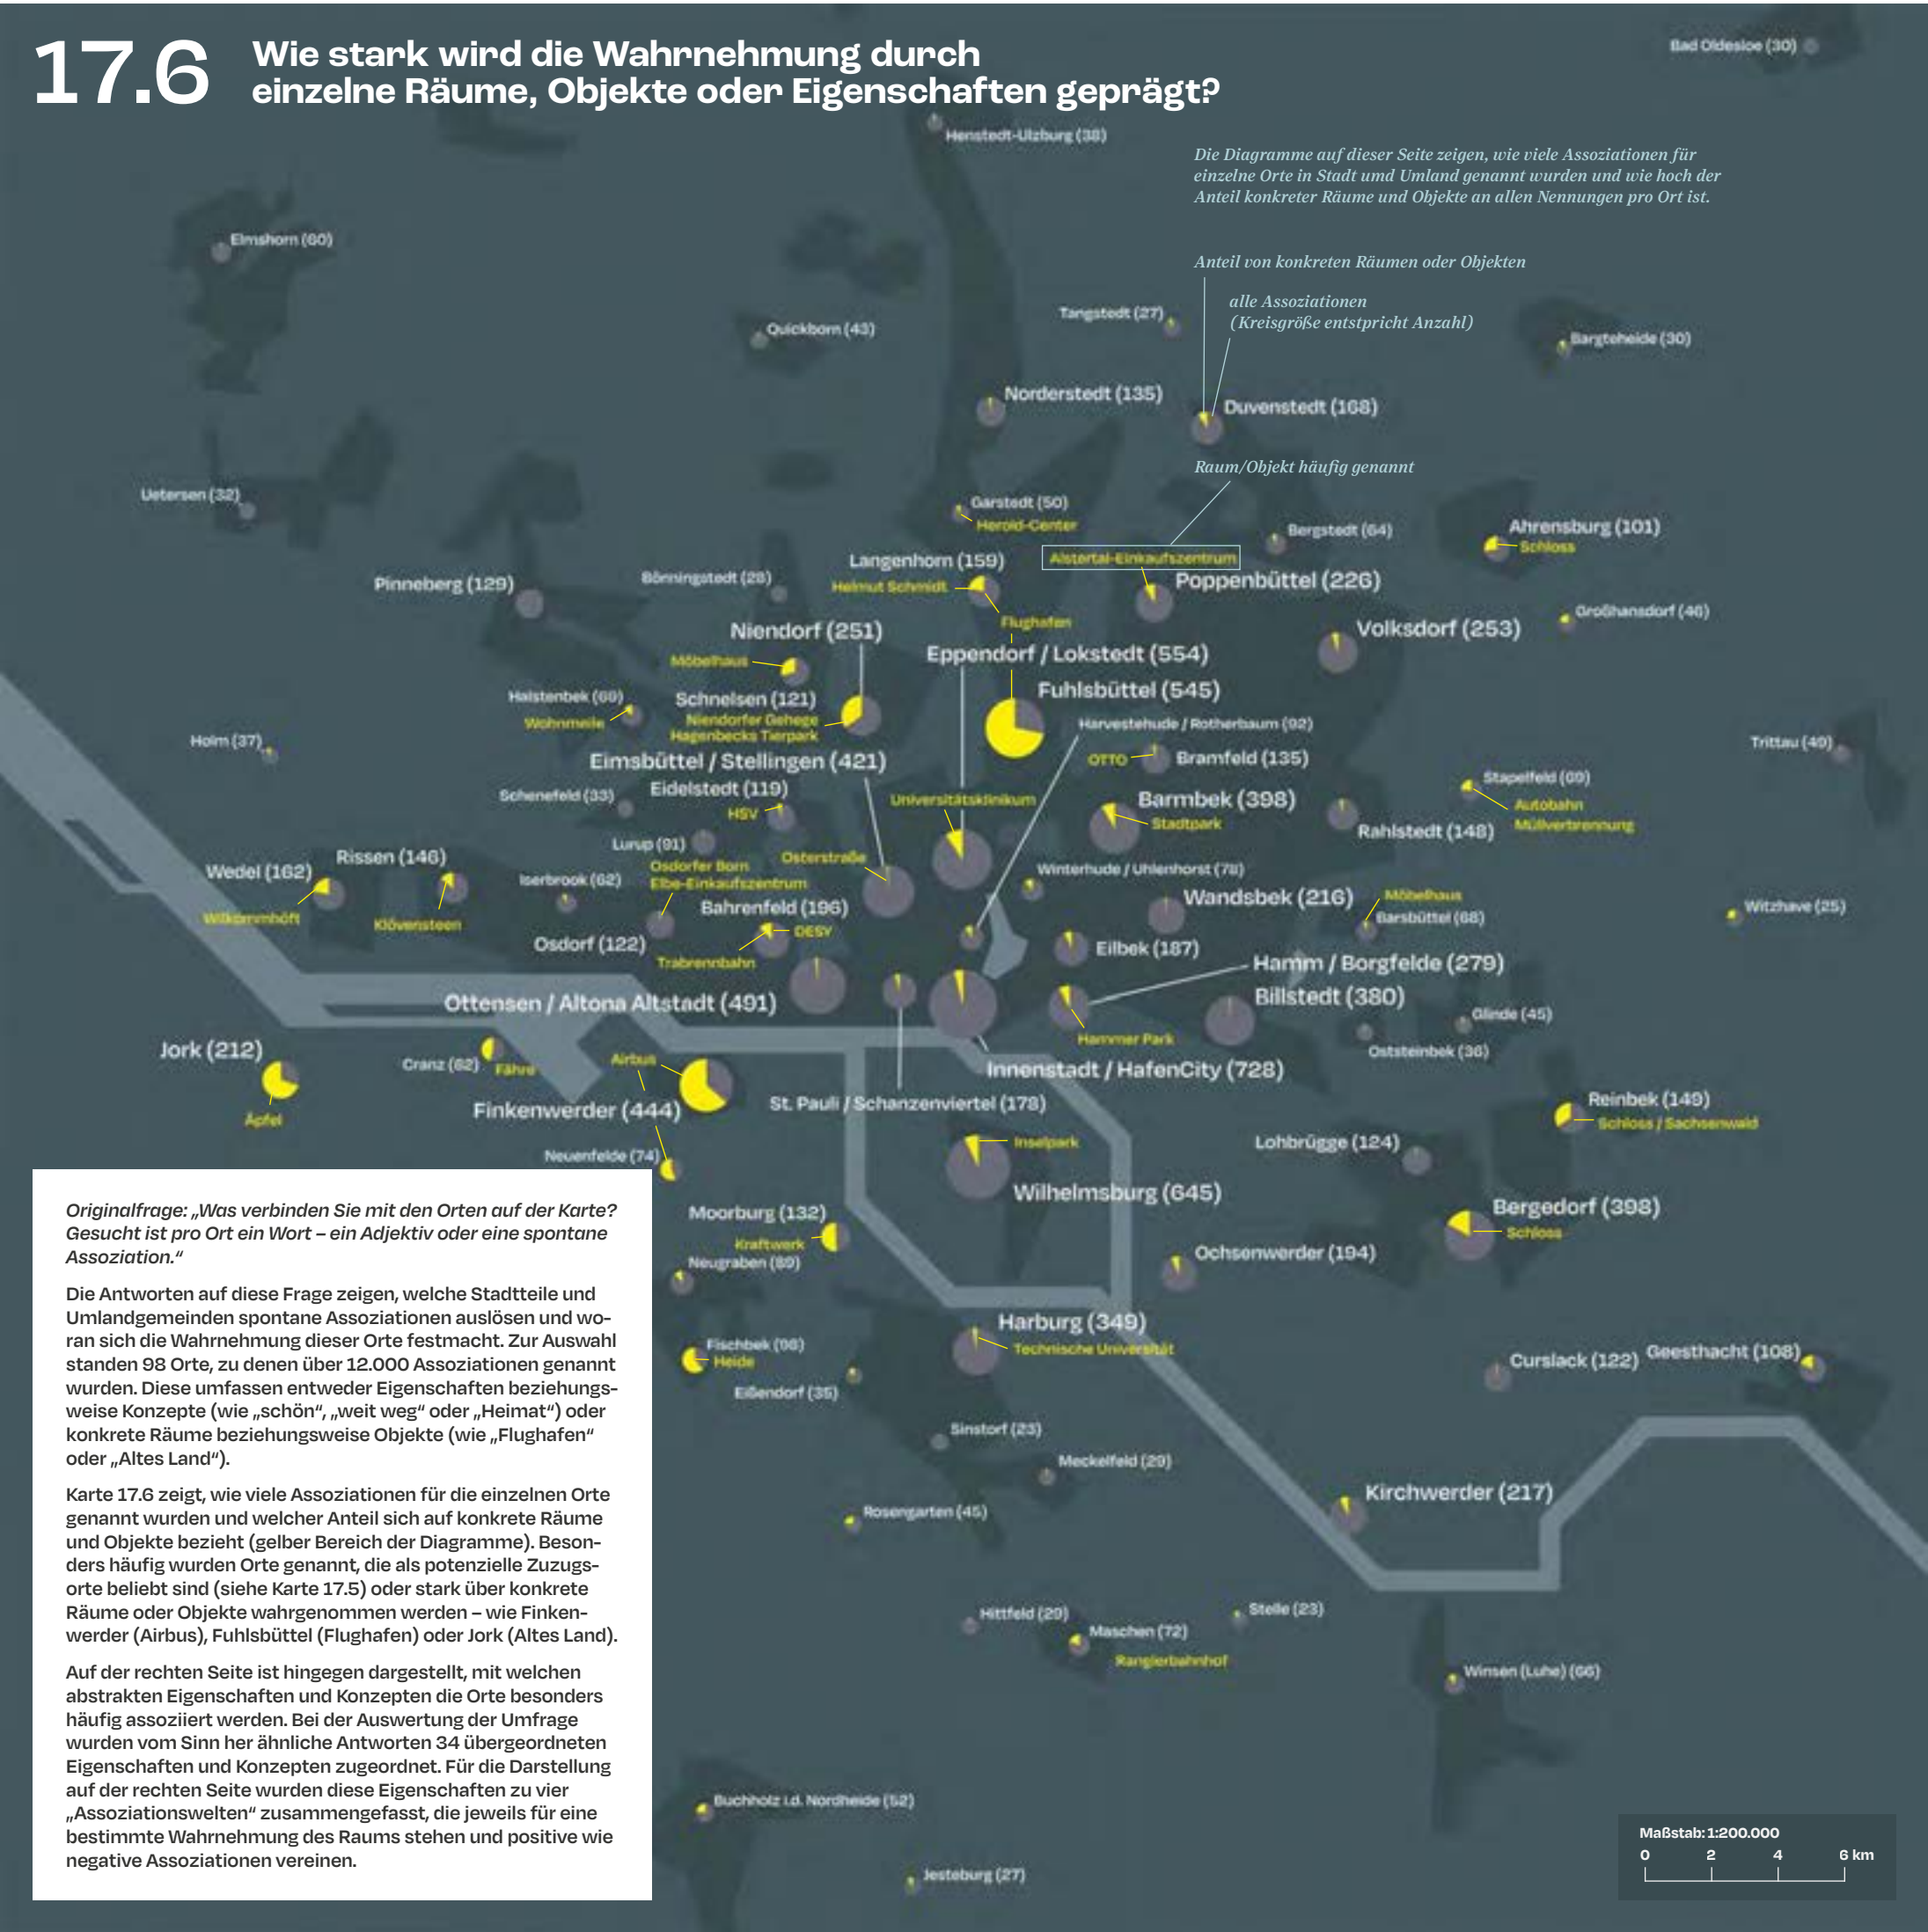 17.6
Wie stark wird die Wahrnehmung durch
einzelne Räume, Objekte oder Eigenschaften geprägt?
Bad Oldesloe (30)
Henstedt-Ulzburg (38)
Die Diagramme auf dieser Seite zeigen, wie viele Assoziationen für
einzelne Orte in Stadt umd Umland genannt wurden und wie hoch der
Anteil konkreter Räume und Objekte an allen Nennungen pro Ort ist.
Elmshorn (60)
Anteil von konkreten Räumen oder Objekten
alle Assoziationen
(Kreisgröße entstpricht Anzahl)
Tangstedt (27)
Quickborn (43)
Bargteheide (30)
Norderstedt (135)
Duvenstedt (168)
Raum/Objekt häufig genannt
Uetersen (32)
Garstedt (50)
Herold-Center
Bergstedt (64)
Ahrensburg (101)
Schloss
Langenhorn (159)
Helmut Schmidt
Flughafen
Alstertal-Einkaufszentrum
Poppenbüttel (226)
Pinneberg (129)
Bönningstedt (28)
Großhansdorf (46)
Niendorf (251)
Volksdorf (253)
Möbelhaus
Eppendorf / Lokstedt (554)
Fuhlsbüttel (545)
Halstenbek (69)
Wohnmeile
Schnelsen (121)
Niendorfer Gehege
Hagenbecks Tierpark
Harvestehude / Rotherbaum (92)
Holm (37)
Trittau (49)
Eimsbüttel / Stellingen (421)
OTTO
Bramfeld (135)
Stapelfeld (69)
Autobahn
Müllverbrennung
Schenefeld (33)
Eidelstedt (119)
HSV
Universitätsklinikum
Barmbek (398)
Stadtpark
Rahlstedt (148)
Lurup (91)
Osterstraße
Wedel (162)
Willkommhöft
Rissen (146)
Klövensteen
Iserbrook (62)
Osdorfer Born
Elbe-Einkaufszentrum
Winterhude / Uhlenhorst (78)
Wandsbek (216)
Möbelhaus
Barsbüttel (68)
Witzhave (25)
Bahrenfeld (196)
DESY
Trabrennbahn
Osdorf (122)
Eilbek (187)
Hamm / Borgfelde (279)
Hammer Park
Billstedt (380)
Ottensen / Altona Altstadt (491)
Glinde (45)
Oststeinbek (36)
Jork (212)
Äpfel
Cranz (62)
Fähre
Airbus
Finkenwerder (444)
Innenstadt / HafenCity (728)
St. Pauli / Schanzenviertel (178)
Reinbek (149)
Schloss / Sachsenwald
Neuenfelde (74)
Inselpark
Wilhelmsburg (645)
Lohbrügge (124)
Bergedorf (398)
Schloss
Moorburg (132)
Kraftwerk
Neugraben (89)
Ochsenwerder (194)
Harburg (349)
Technische Universität
Fischbek (98)
Heide
Eißendorf (35)
Curslack (122)
Geesthacht (108)
Sinstorf (23)
Meckelfeld (29)
Rosengarten (45)
Kirchwerder (217)
Hittfeld (29)
Maschen (72)
Rangierbahnhof
Stelle (23)
Winsen (Luhe) (66)
Buchholz i.d. Nordheide (52)
Jesteburg (27)
Originalfrage: „Was verbinden Sie mit den Orten auf der Karte?
Gesucht ist pro Ort ein Wort – ein Adjektiv oder eine spontane
Assoziation.“
Die Antworten auf diese Frage zeigen, welche Stadtteile und
Umlandgemeinden spontane Assoziationen auslösen und wo-
ran sich die Wahrnehmung dieser Orte festmacht. Zur Auswahl
standen 98 Orte, zu denen über 12.000 Assoziationen genannt
wurden. Diese umfassen entweder Eigenschaften beziehungs-
weise Konzepte (wie „schön“, „weit weg“ oder „Heimat“) oder
konkrete Räume beziehungsweise Objekte (wie „Flughafen“
oder „Altes Land“).
Karte 17.6 zeigt, wie viele Assoziationen für die einzelnen Orte
genannt wurden und welcher Anteil sich auf konkrete Räume
und Objekte bezieht (gelber Bereich der Diagramme). Beson-
ders häufig wurden Orte genannt, die als potenzielle Zuzugs-
orte beliebt sind (siehe Karte 17.5) oder stark über konkrete
Räume oder Objekte wahrgenommen werden – wie Finken-
werder (Airbus), Fuhlsbüttel (Flughafen) oder Jork (Altes Land).
Auf der rechten Seite ist hingegen dargestellt, mit welchen
abstrakten Eigenschaften und Konzepten die Orte besonders
häufig assoziiert werden. Bei der Auswertung der Umfrage
wurden vom Sinn her ähnliche Antworten 34 übergeordneten
Eigenschaften und Konzepten zugeordnet. Für die Darstellung
auf der rechten Seite wurden diese Eigenschaften zu vier
„Assoziationswelten“ zusammengefasst, die jeweils für eine
bestimmte Wahrnehmung des Raums stehen und positive wie
negative Assoziationen vereinen.
Maßstab: 1:200.000
0 2 4 6 km